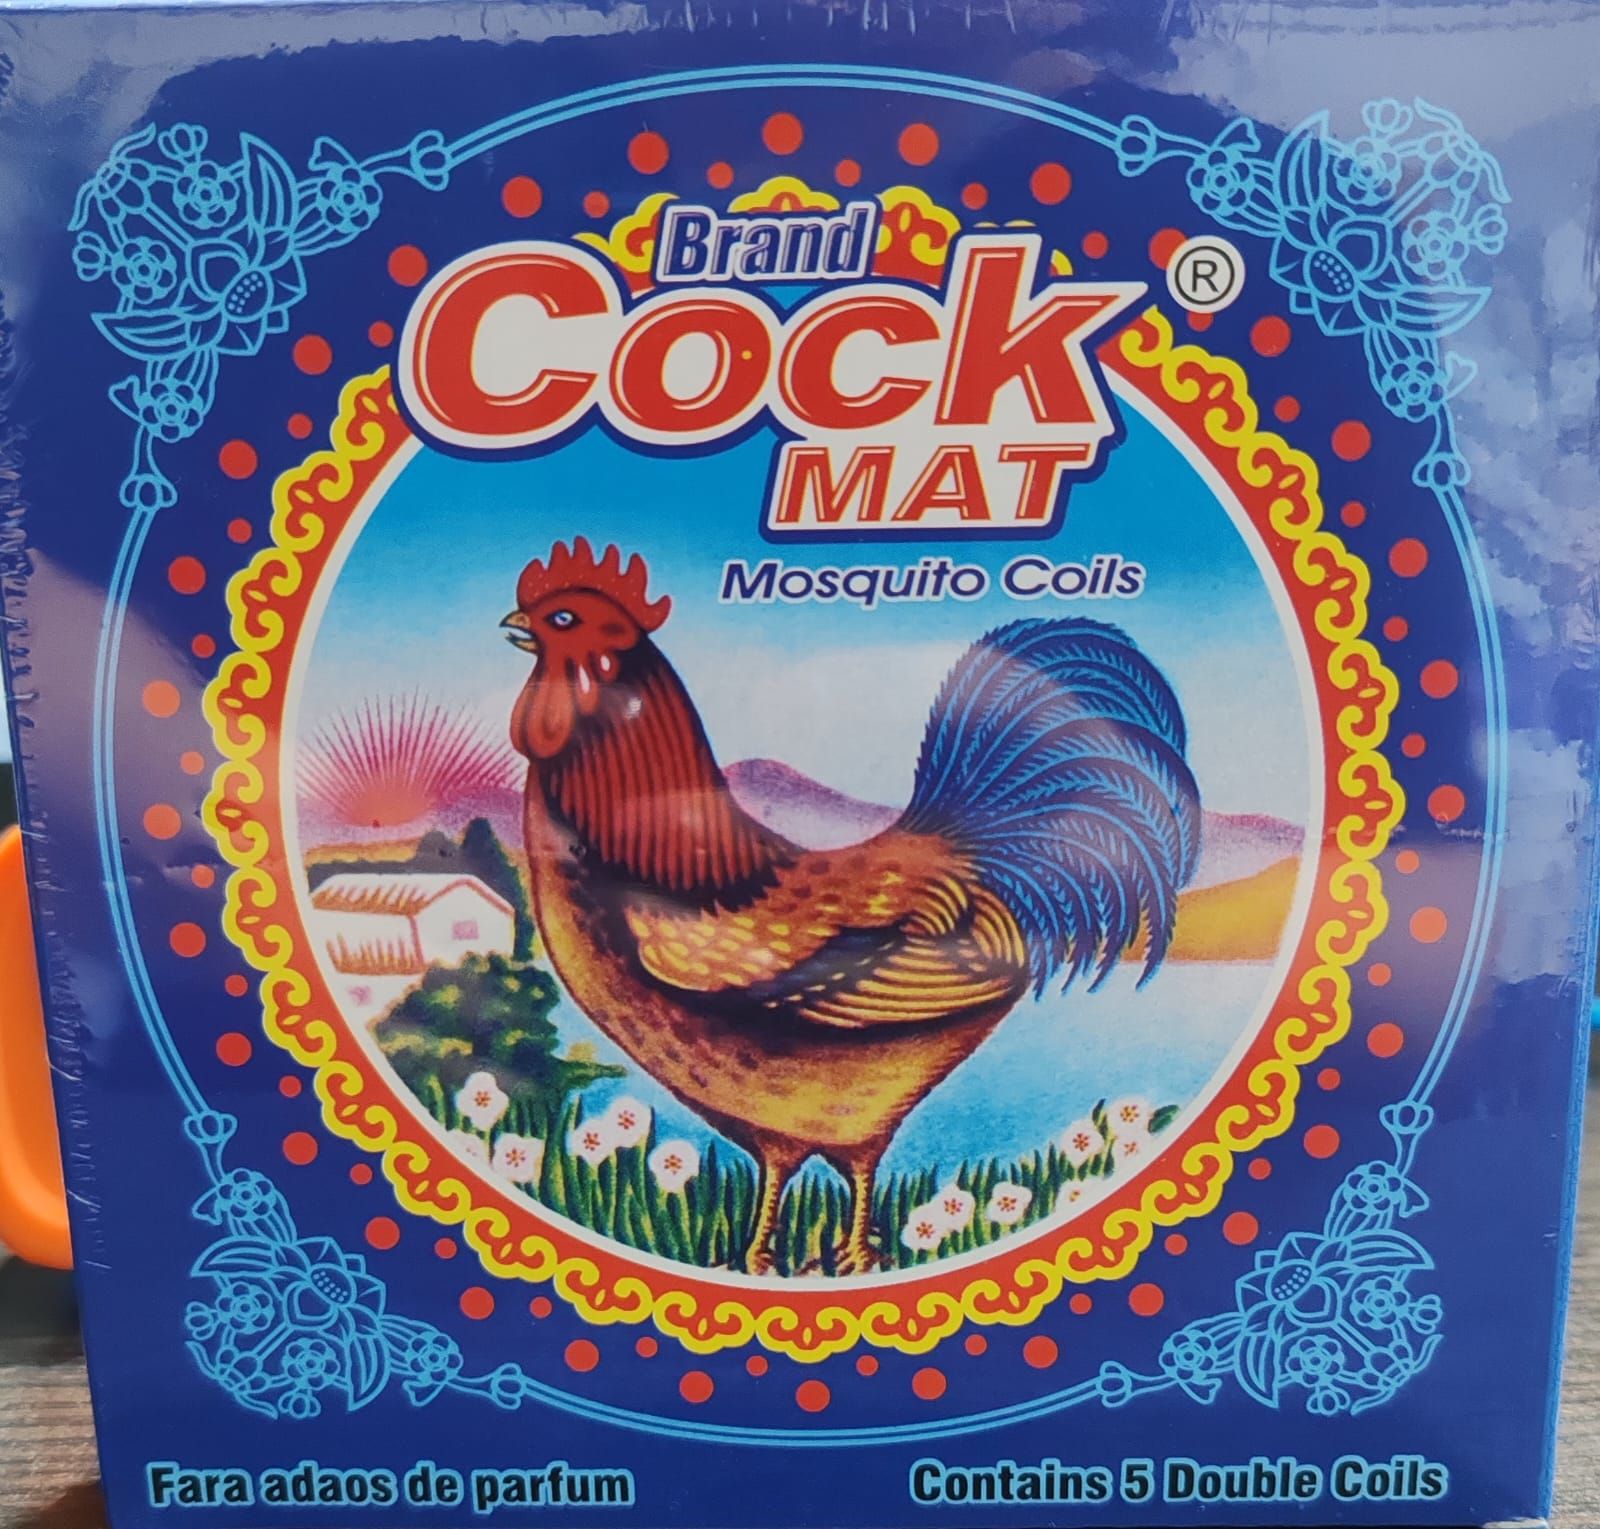 Brand
Cock
®
MAT
Mosquito Coils
Fara adaos de parfum
Contains 5 Double Coils